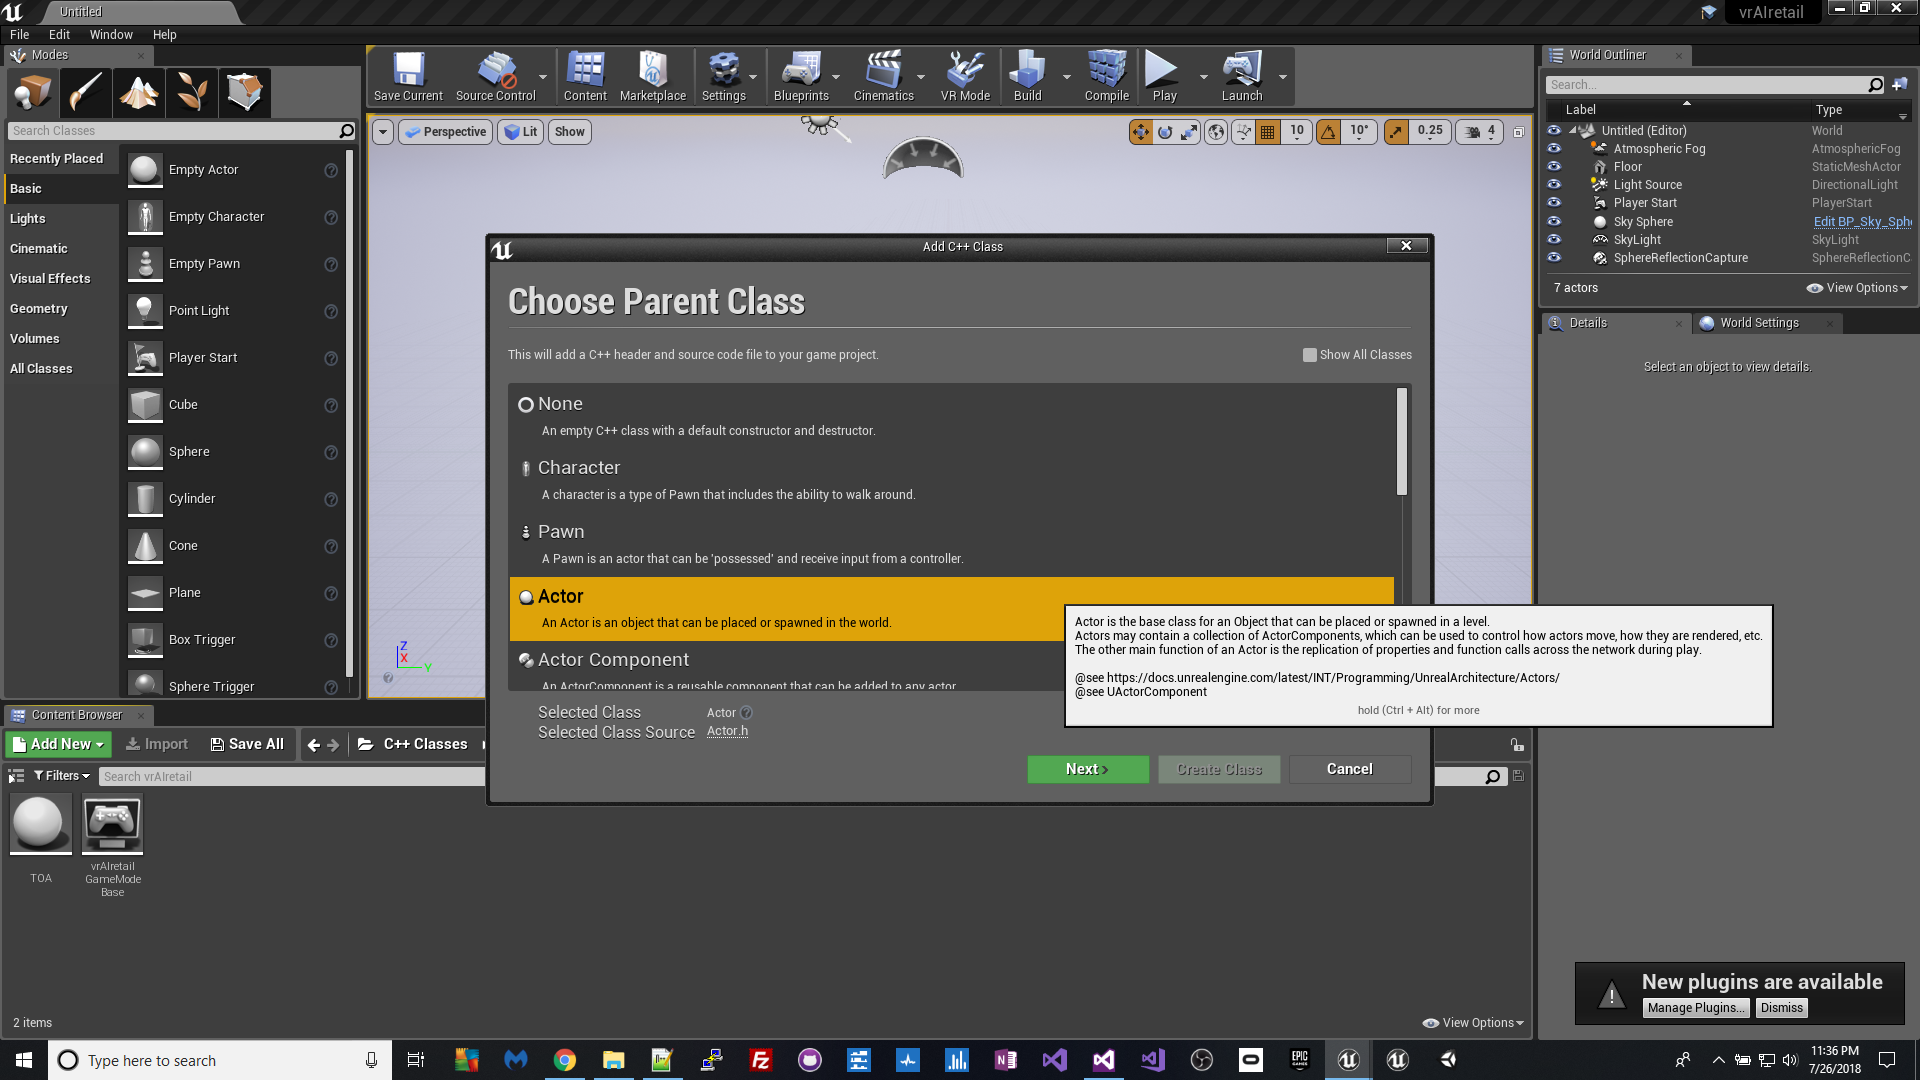 Untitled
vrAIretail
File Edit Window Help
Modes
Search Classes
Recently Placed
Basic
Lights
Cinematic
Visual Effects
Geometry
Volumes
All Classes
Empty Actor
Empty Character
Empty Pawn
Point Light
Player Start
Cube
Sphere
Cylinder
Cone
Plane
Box Trigger
Sphere Trigger
Save Current
Source Control
Content
Marketplace
Settings
Blueprints
Cinematics
VR Mode
Build
Compile
Play
Launch
Perspective Lit Show
10 10° 0.25 4
Z
X
Y
World Outliner
Search...
Label Type
Untitled (Editor) World
Atmospheric Fog AtmosphericFog
Floor StaticMeshActor
Light Source DirectionalLight
Player Start PlayerStart
Sky Sphere Edit BP_Sky_Sph
SkyLight SkyLight
SphereReflectionCapture SphereReflectionC
7 actors View Options
Details World Settings
Select an object to view details.
Add C++ Class
Choose Parent Class
This will add a C++ header and source code file to your game project.
Show All Classes
None
An empty C++ class with a default constructor and destructor.
Character
A character is a type of Pawn that includes the ability to walk around.
Pawn
A Pawn is an actor that can be 'possessed' and receive input from a controller.
Actor
An Actor is an object that can be placed or spawned in the world.
Actor Component
An ActorComponent is a reusable component that can be added to any actor.
Selected Class Actor
Selected Class Source Actor.h
Next Create Class Cancel
Actor is the base class for an Object that can be placed or spawned in a level.
Actors may contain a collection of ActorComponents, which can be used to control how actors move, how they are rendered, etc.
The other main function of an Actor is the replication of properties and function calls across the network during play.
@see https://docs.unrealengine.com/latest/INT/Programming/UnrealArchitecture/Actors/
@see UActorComponent
hold (Ctrl + Alt) for more
Content Browser
Add New Import Save All C++ Classes
Filters Search vrAIretail
TOA
vrAIretail
GameMode
Base
2 items
View Options
New plugins are available
Manage Plugins... Dismiss
Type here to search
11:36 PM
7/26/2018